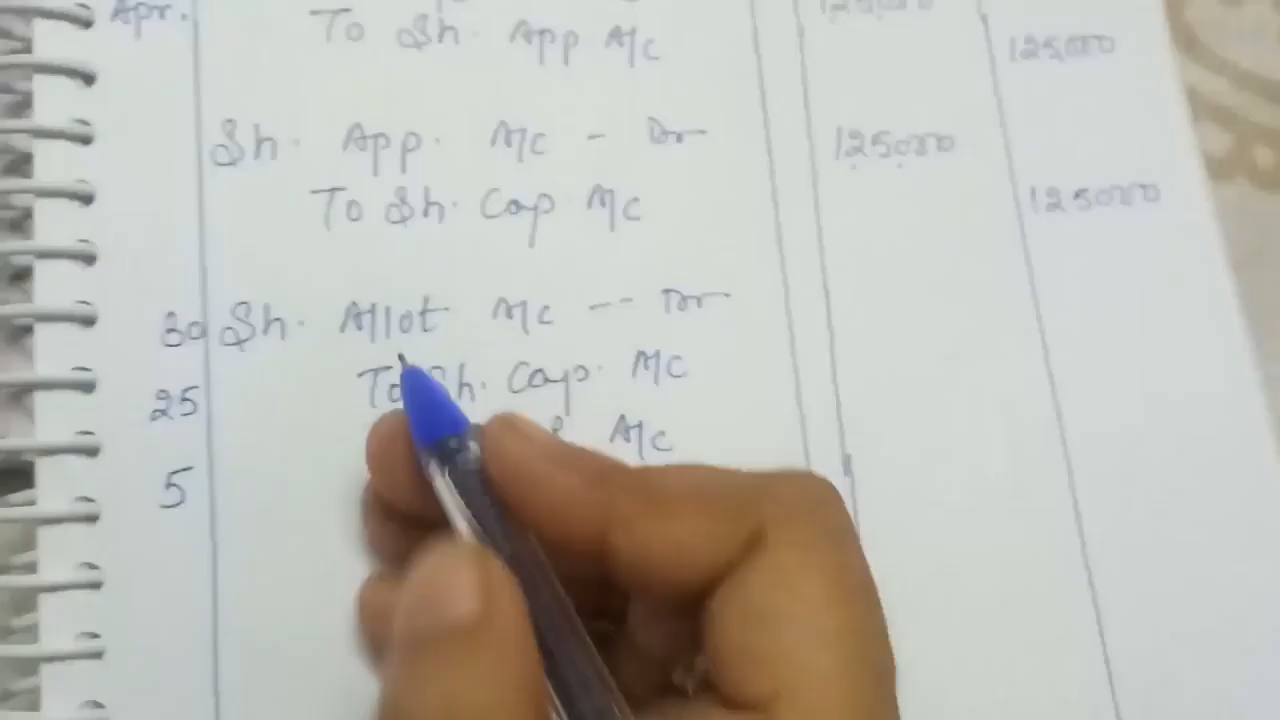 Apr.
To Sh. App A/c 125000
Sh. App. A/c - Dr 125000
To Sh. Cap A/c 125000
30 Sh. Allot A/c -- Dr
25 To Sh. Cap. A/c
A/c
5